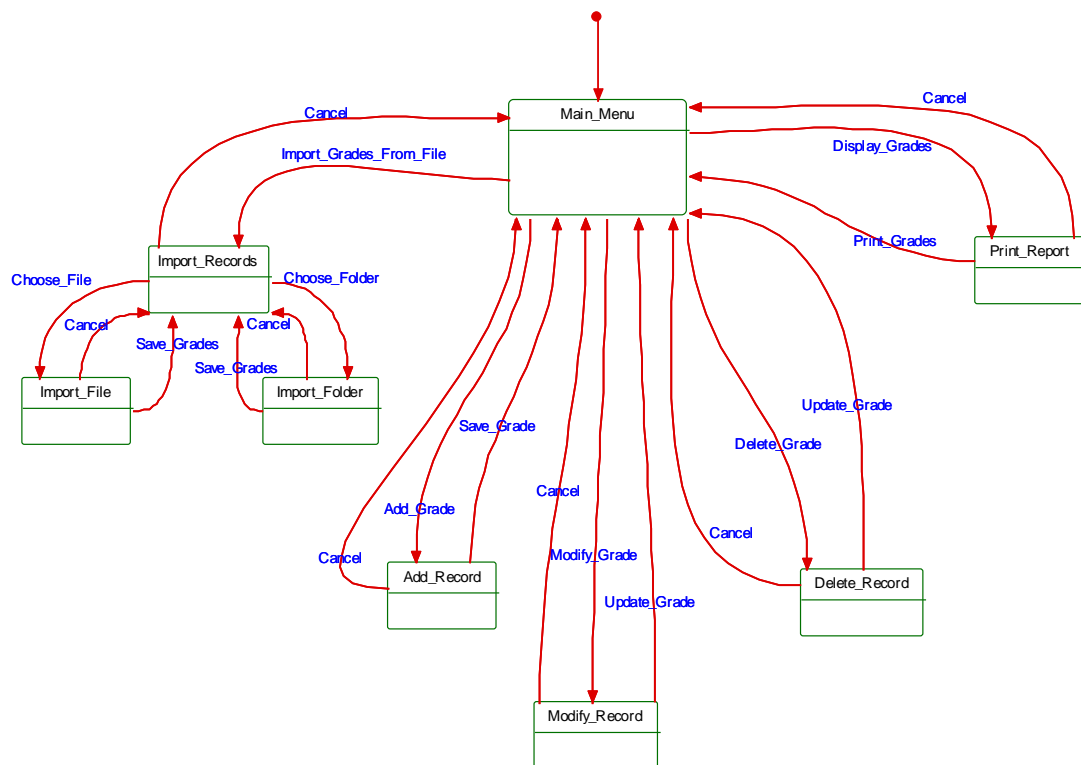 Cancel
Main_Menu
Cancel
Display_Grades
Import_Grades_From_File
Print_Grades
Print_Report
Import_Records
Choose_File
Choose_Folder
Cancel
Cancel
Save_Grades
Save_Grades
Import_File
Import_Folder
Update_Grade
Save_Grade
Delete_Grade
Cancel
Add_Grade
Cancel
Cancel
Modify_Grade
Add_Record
Delete_Record
Update_Grade
Modify_Record